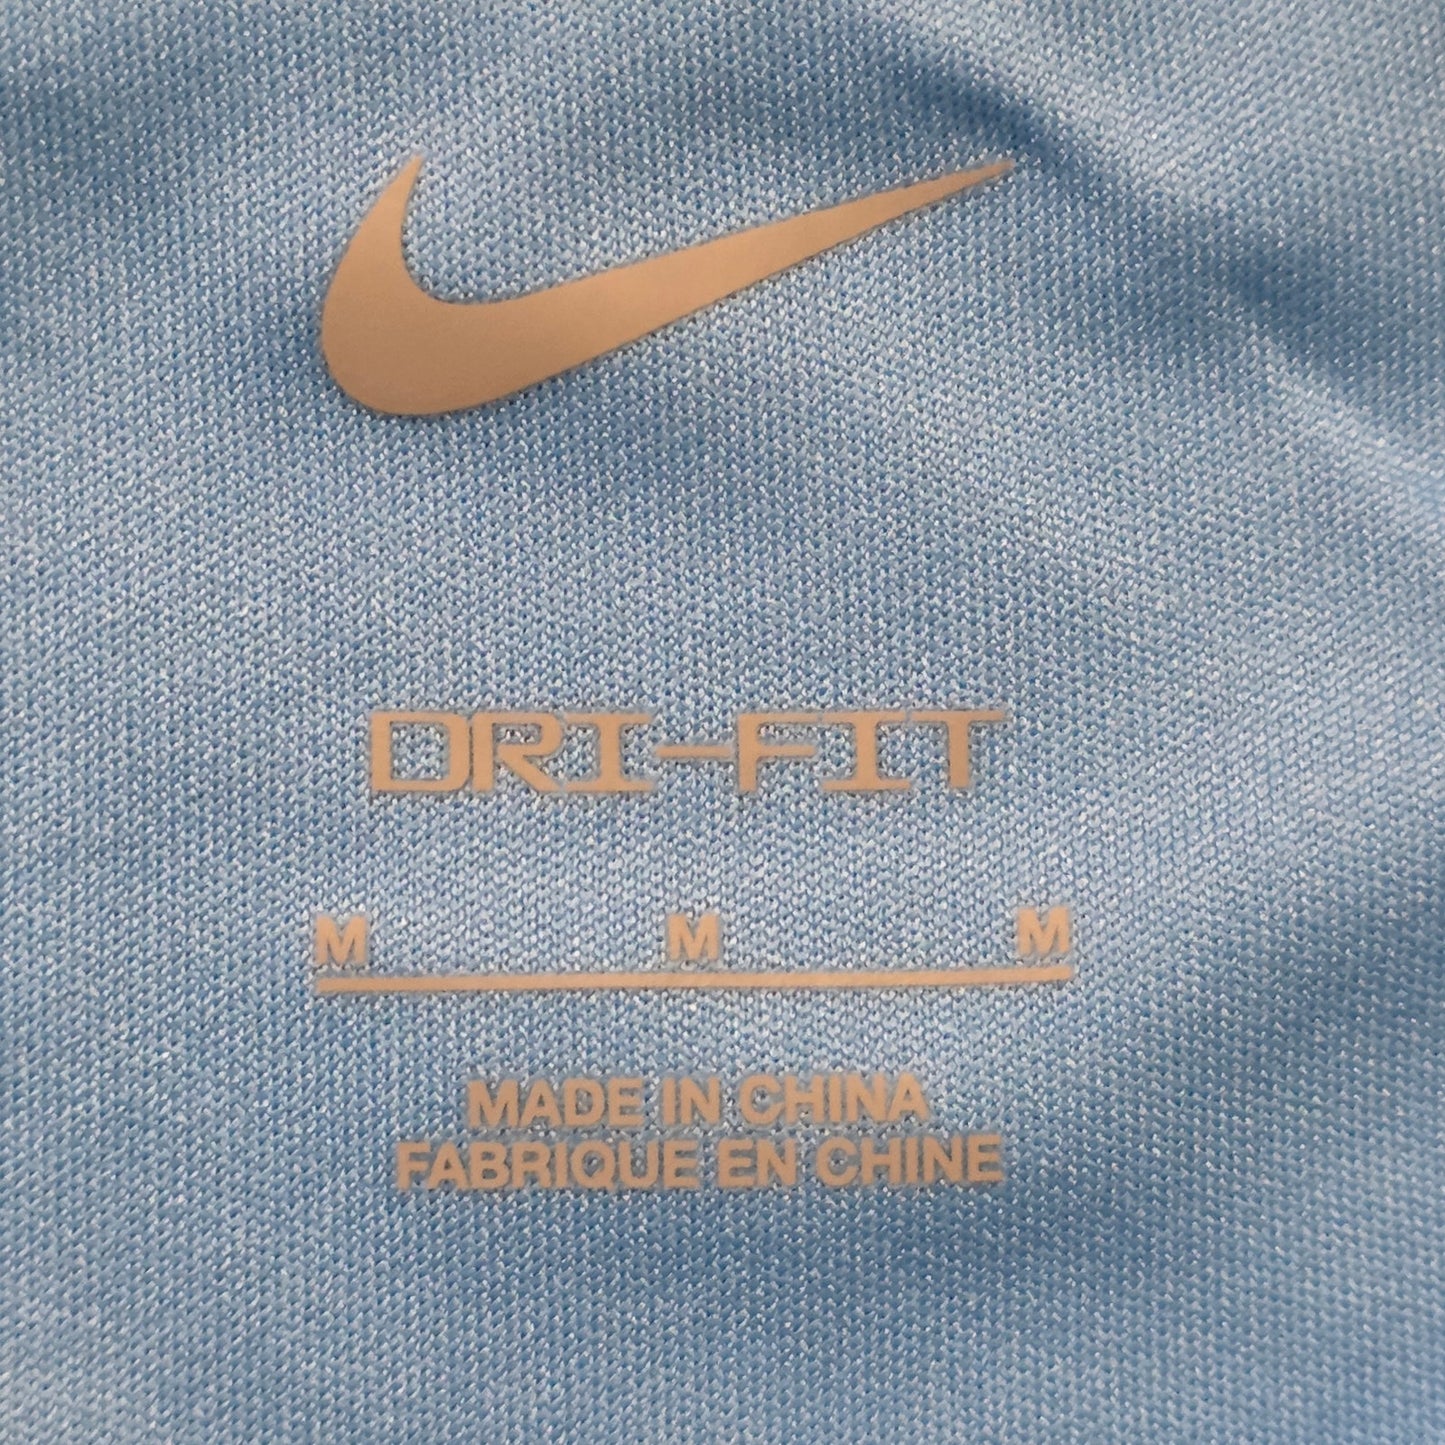 DRI-FIT
M M M
MADE IN CHINA
FABRIQUE EN CHINE